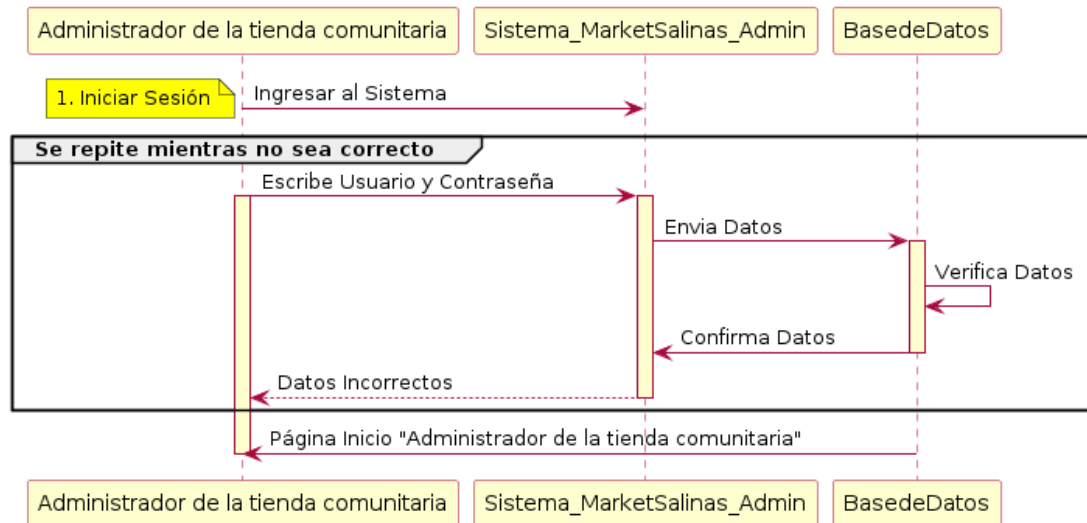 Administrador de la tienda comunitaria
Sistema_MarketSalinas_Admin
BasedeDatos
1. Iniciar Sesión
Ingresar al Sistema
Se repite mientras no sea correcto
Escribe Usuario y Contraseña
Envia Datos
Verifica Datos
Confirma Datos
Datos Incorrectos
Página Inicio "Administrador de la tienda comunitaria"
Administrador de la tienda comunitaria
Sistema_MarketSalinas_Admin
BasedeDatos